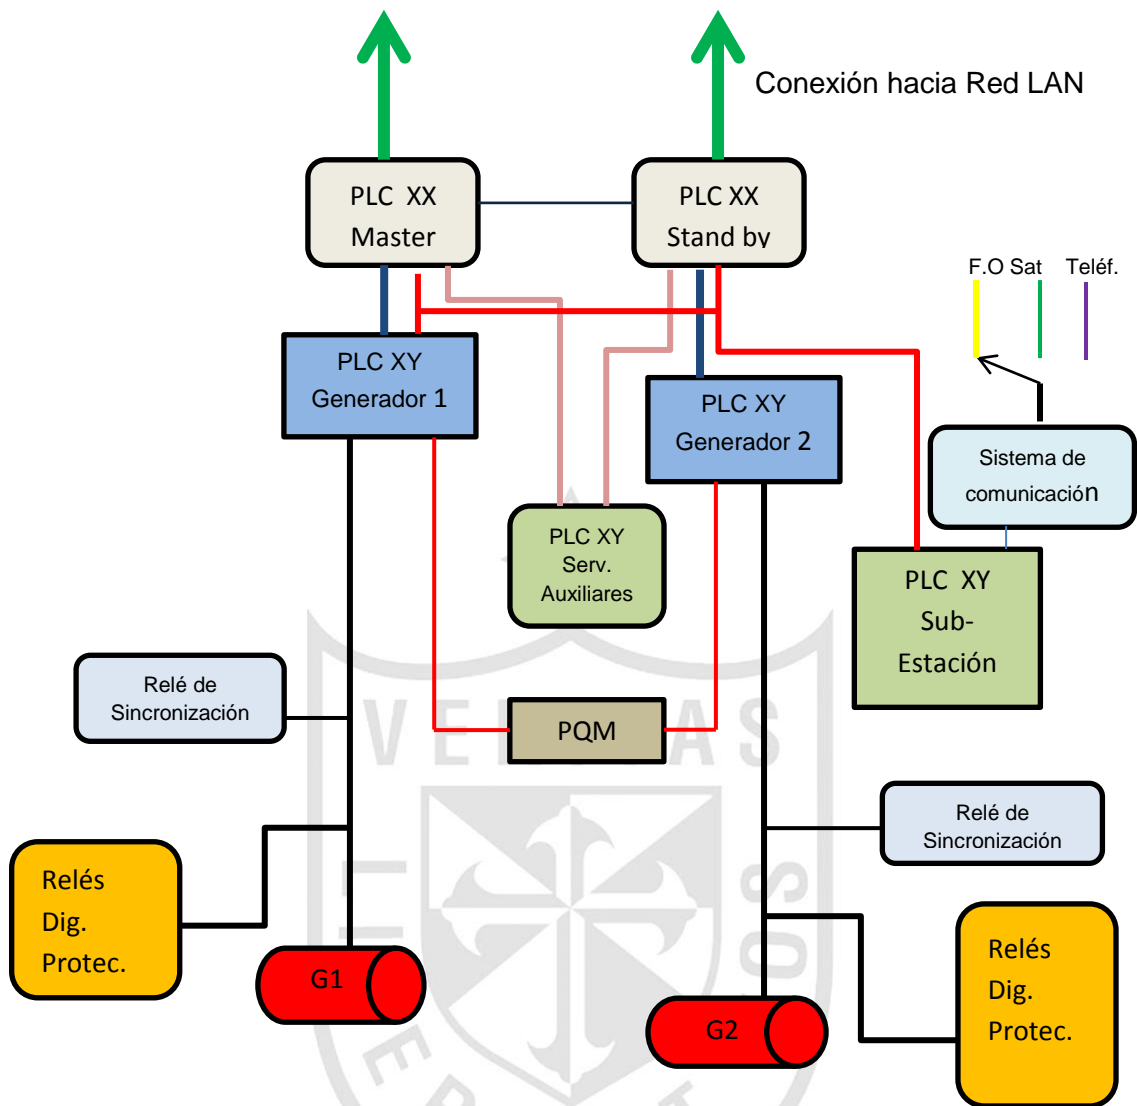 Conexión hacia Red LAN
PLC XX
Master
PLC XX
Stand by
F.O Sat Teléf.
PLC XY
Generador 1
PLC XY
Generador 2
Sistema de
comunicación
PLC XY
Serv.
Auxiliares
PLC XY
Sub-
Estación
Relé de
Sincronización
VE
AS
PQM
Relé de
Sincronización
Relés
Dig.
Protec.
G1
Relés
Dig.
Protec.
G2